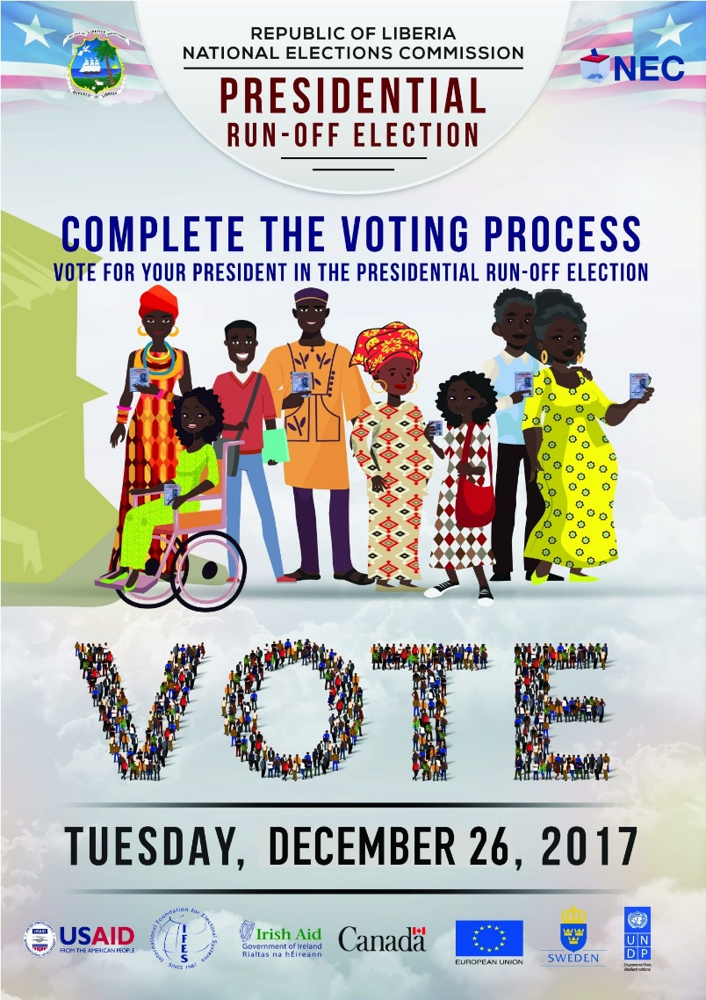 REPUBLIC OF LIBERIA
NATIONAL ELECTIONS COMMISSION
NEC
PRESIDENTIAL
RUN-OFF ELECTION
COMPLETE THE VOTING PROCESS
VOTE FOR YOUR PRESIDENT IN THE PRESIDENTIAL RUN-OFF ELECTION
VOTE
TUESDAY, DECEMBER 26, 2017
USAID
USAID
FROM THE AMERICAN PEOPLE
International Foundation for Electoral Systems
IFES
SINCE 1987
Irish Aid
Government of Ireland
Rialtas na hÉireann
Canada
EUROPEAN UNION
SWEDEN
U N
D P
Empowered lives.
Resilient nations.